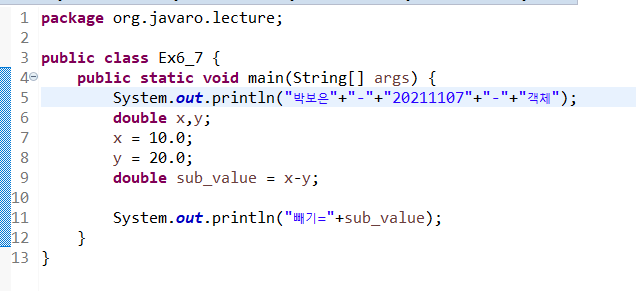 1 package org.javaro.lecture;
2
3 public class Ex6_7 {
4 public static void main(String[] args) {
5 System.out.println("박보은"+"-"+"20211107"+"-"+"객체");
6 double x,y;
7 x = 10.0;
8 y = 20.0;
9 double sub_value = x-y;
10
11 System.out.println("빼기="+sub_value);
12 }
13 }